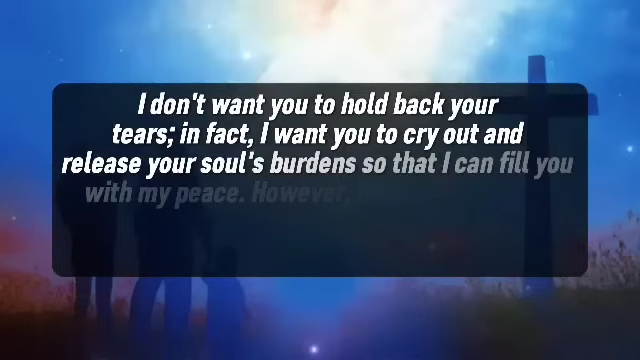 I don't want you to hold back your
tears; in fact, I want you to cry out and
release your soul's burdens so that I can fill you
with my peace. However,